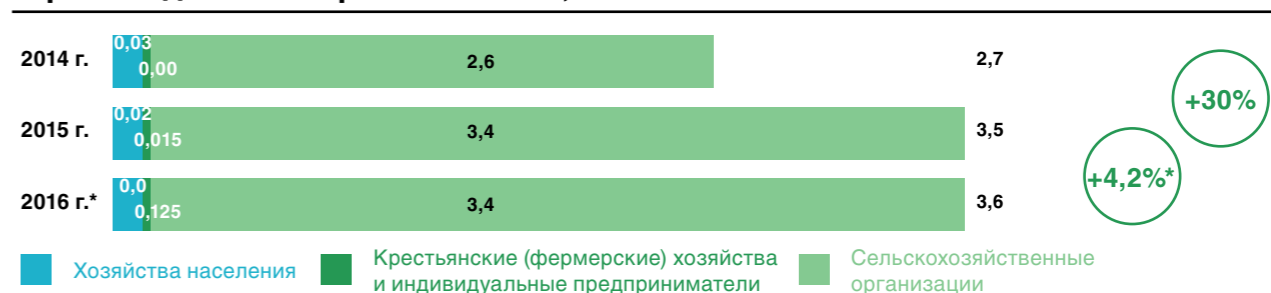 2014 г. 0,03 0,00 2,6 2,7
+30%
2015 г. 0,02 0,015 3,4 3,5
+4,2%*
2016 г.* 0,0 0,125 3,4 3,6
Хозяйства населения
Крестьянские (фермерские) хозяйства
и индивидуальные предприниматели
Сельскохозяйственные
организации